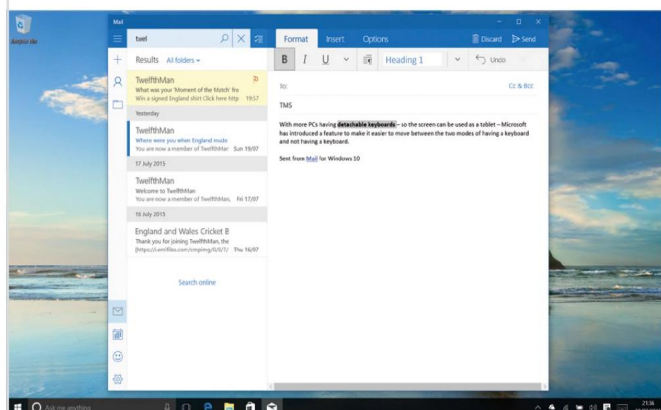 Recycle Bin
Mail
twel
Results All folders
TwelfthMan
What was your 'Moment of the Match' fro
Win a signed England shirt Click here http 19:57
Yesterday
TwelfthMan
Where were you when England made
You are now a member of TwelfthMan Sun 19/07
17 July 2015
TwelfthMan
Welcome to TwelfthMan
You are now a member of TwelfthMan, Fri 17/07
16 July 2015
England and Wales Cricket B
Thank you for joining TwelfthMan, the
Thu 16/07
Search online
Format Insert Options
Discard Send
B I U Heading 1 Undo
To: Cc & Bcc
TMS
With more PCs having detachable keyboards – so the screen can be used as a tablet – Microsoft
has introduced a feature to make it easier to move between the two modes of having a keyboard
and not having a keyboard.
Sent from Mail for Windows 10
Ask me anything
21:36